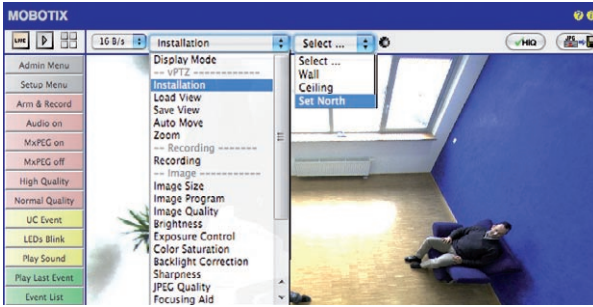 MOBOTIX
LIVE
16 B/s
Installation
Select ...
HIQ
JPG
Admin Menu
Setup Menu
Arm & Record
Audio on
MxPEG on
MxPEG off
High Quality
Normal Quality
UC Event
LEDs Blink
Play Sound
Play Last Event
Event List
Display Mode
-- vPTZ ------------
Installation
Load View
Save View
Auto Move
Zoom
-- Recording -------
Recording
-- Image -----------
Image Size
Image Program
Image Quality
Brightness
Exposure Control
Color Saturation
Backlight Correction
Sharpness
JPEG Quality
Focusing Aid
Select ...
Wall
Ceiling
Set North